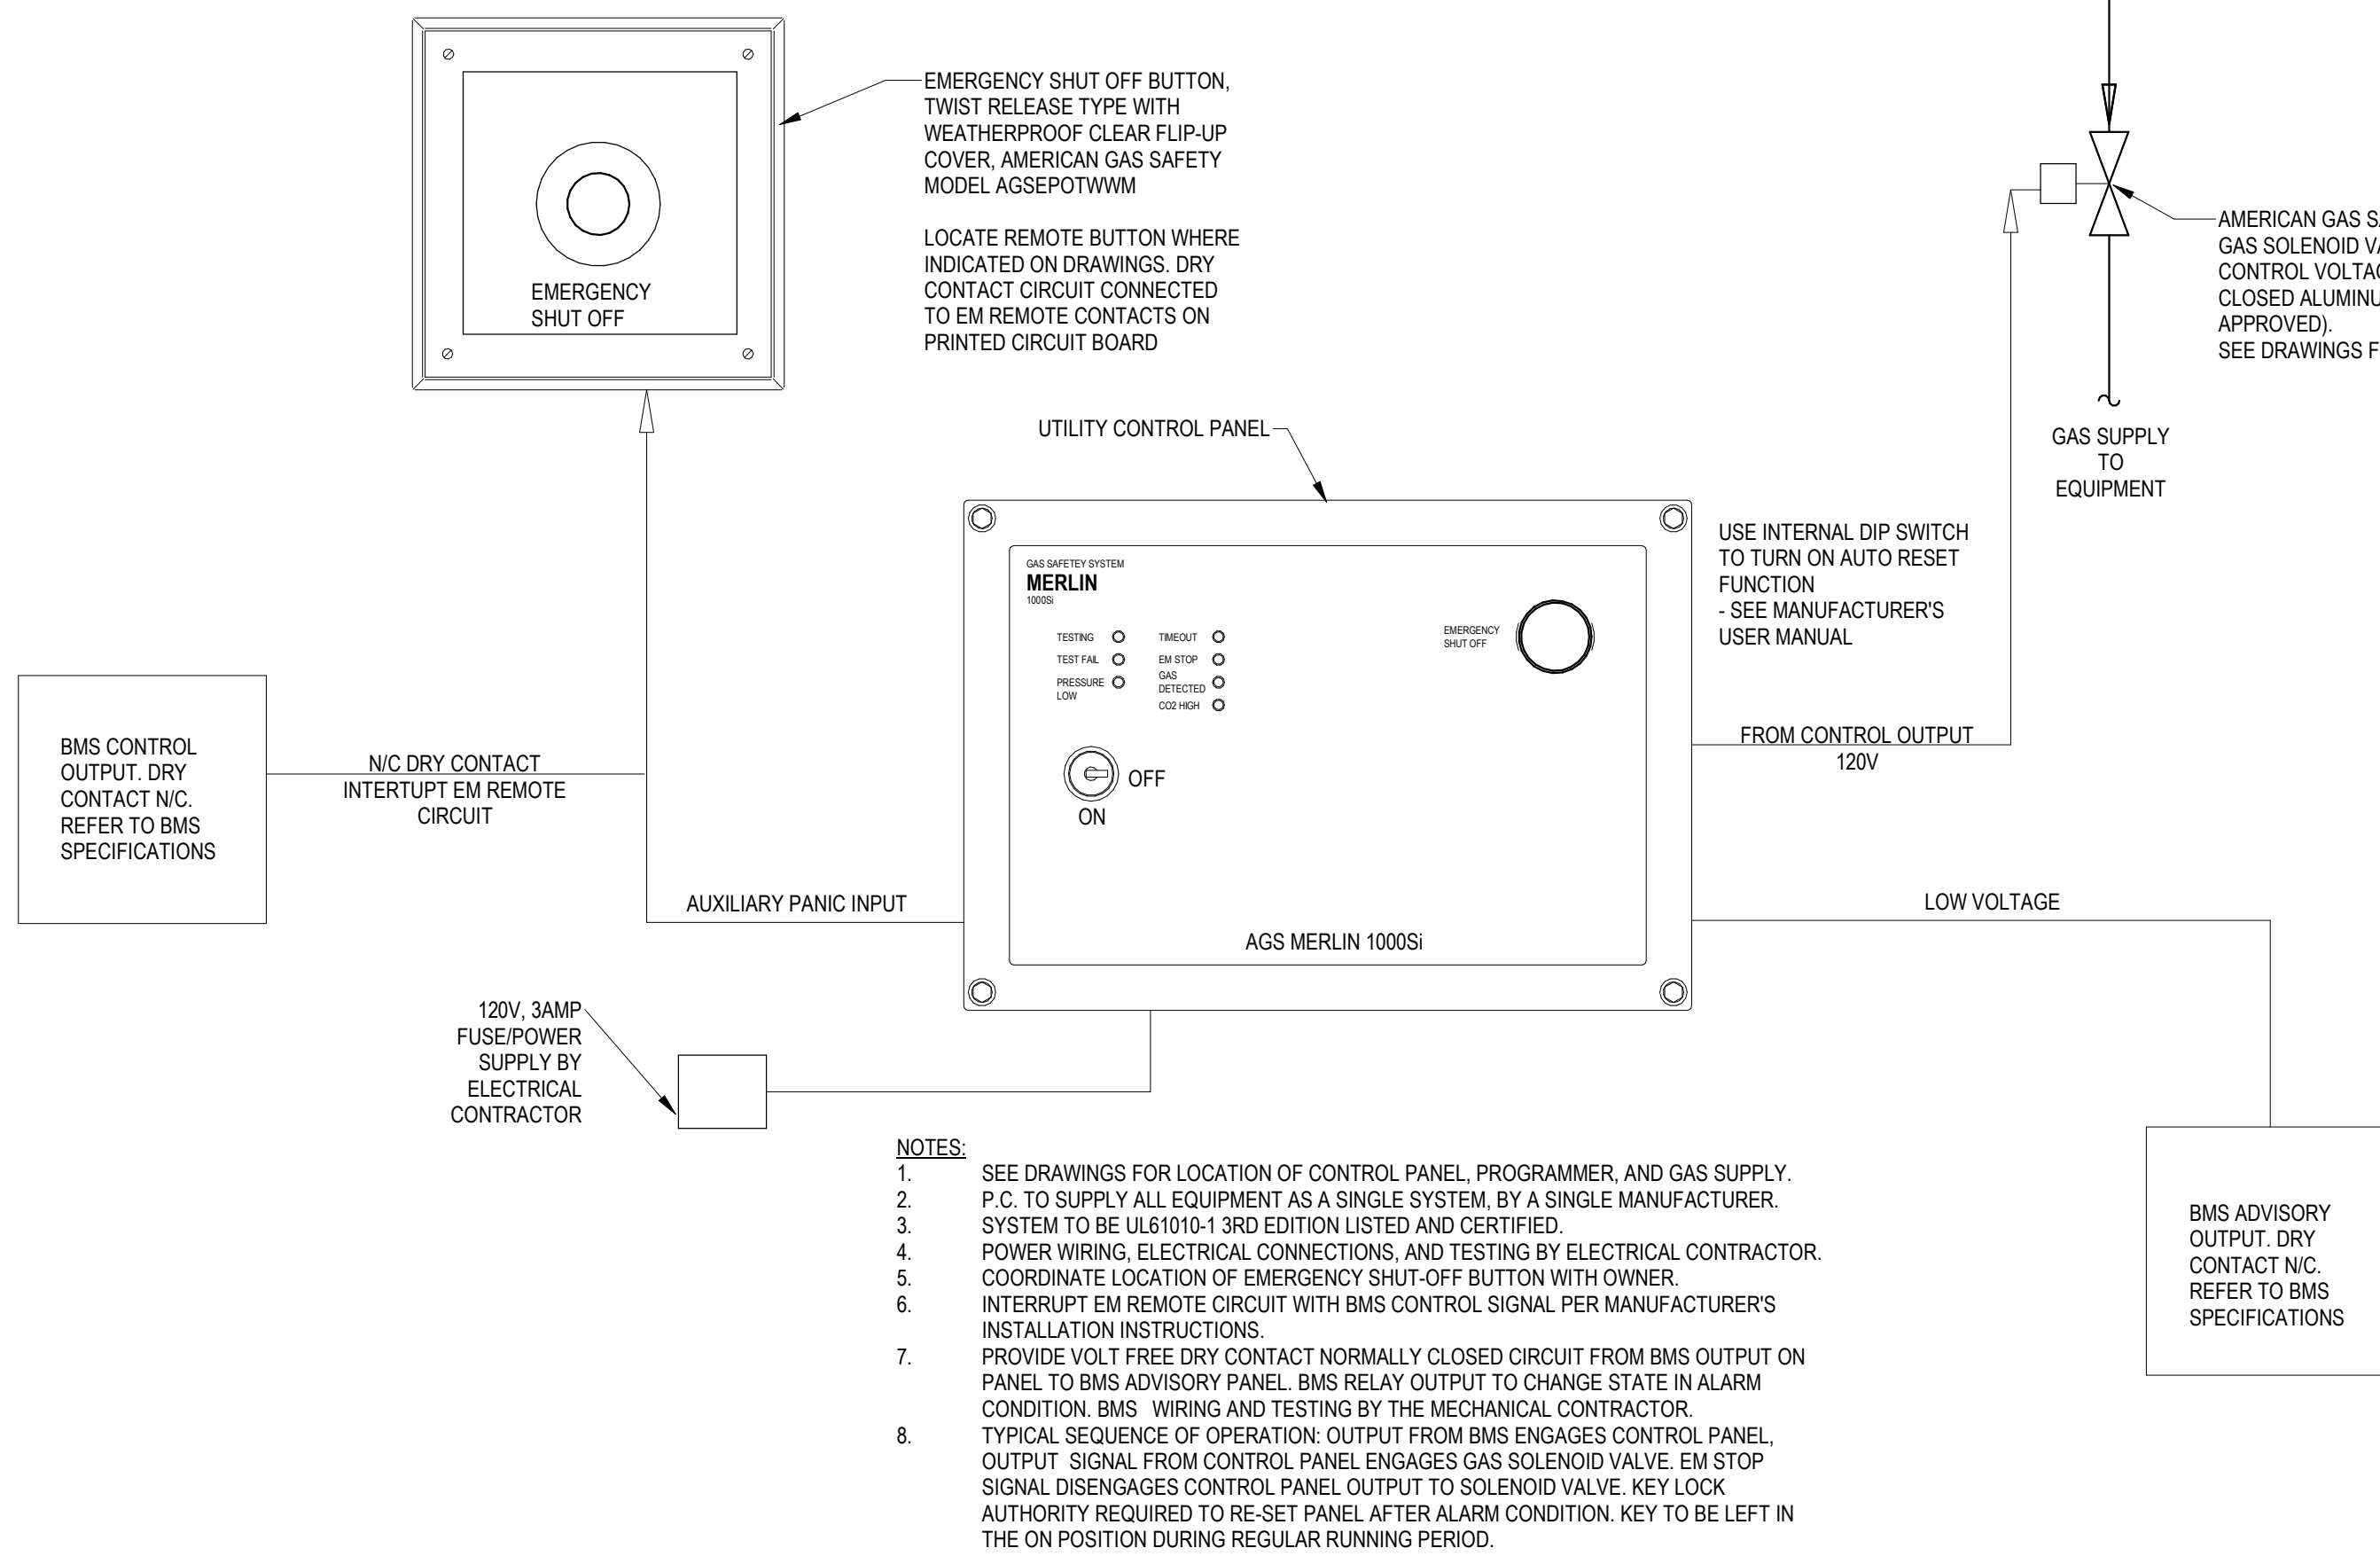 EMERGENCY
SHUT OFF
EMERGENCY SHUT OFF BUTTON,
TWIST RELEASE TYPE WITH
WEATHERPROOF CLEAR FLIP-UP
COVER, AMERICAN GAS SAFETY
MODEL AGSEPOTWWM
LOCATE REMOTE BUTTON WHERE
INDICATED ON DRAWINGS. DRY
CONTACT CIRCUIT CONNECTED
TO EM REMOTE CONTACTS ON
PRINTED CIRCUIT BOARD
AMERICAN GAS
GAS SOLENOID
CONTROL
CLOSED
APPROVED).
SEE DRAWINGS
GAS SUPPLY
TO
EQUIPMENT
UTILITY CONTROL PANEL
USE INTERNAL DIP SWITCH
TO TURN ON AUTO RESET
FUNCTION
- SEE MANUFACTURER'S
USER MANUAL
GAS SAFETEY SYSTEM
MERLIN
1000Si
TESTING
TEST FAIL
PRESSURE
LOW
TIMEOUT
EM STOP
GAS
DETECTED
CO2 HIGH
EMERGENCY
SHUT OFF
OFF
ON
AGS MERLIN 1000Si
BMS CONTROL
OUTPUT. DRY
CONTACT N/C.
REFER TO BMS
SPECIFICATIONS
N/C DRY CONTACT
INTERTUPT EM REMOTE
CIRCUIT
AUXILIARY PANIC INPUT
FROM CONTROL OUTPUT
120V
LOW VOLTAGE
120V, 3AMP
FUSE/POWER
SUPPLY BY
ELECTRICAL
CONTRACTOR
BMS ADVISORY
OUTPUT. DRY
CONTACT N/C.
REFER TO BMS
SPECIFICATIONS
NOTES:
1. SEE DRAWINGS FOR LOCATION OF CONTROL PANEL, PROGRAMMER, AND GAS SUPPLY.
2. P.C. TO SUPPLY ALL EQUIPMENT AS A SINGLE SYSTEM, BY A SINGLE MANUFACTURER.
3. SYSTEM TO BE UL61010-1 3RD EDITION LISTED AND CERTIFIED.
4. POWER WIRING, ELECTRICAL CONNECTIONS, AND TESTING BY ELECTRICAL CONTRACTOR.
5. COORDINATE LOCATION OF EMERGENCY SHUT-OFF BUTTON WITH OWNER.
6. INTERRUPT EM REMOTE CIRCUIT WITH BMS CONTROL SIGNAL PER MANUFACTURER'S
INSTALLATION INSTRUCTIONS.
7. PROVIDE VOLT FREE DRY CONTACT NORMALLY CLOSED CIRCUIT FROM BMS OUTPUT ON
PANEL TO BMS ADVISORY PANEL. BMS RELAY OUTPUT TO CHANGE STATE IN ALARM
CONDITION. BMS WIRING AND TESTING BY THE MECHANICAL CONTRACTOR.
8. TYPICAL SEQUENCE OF OPERATION: OUTPUT FROM BMS ENGAGES CONTROL PANEL,
OUTPUT SIGNAL FROM CONTROL PANEL ENGAGES GAS SOLENOID VALVE. EM STOP
SIGNAL DISENGAGES CONTROL PANEL OUTPUT TO SOLENOID VALVE. KEY LOCK
AUTHORITY REQUIRED TO RE-SET PANEL AFTER ALARM CONDITION. KEY TO BE LEFT IN
THE ON POSITION DURING REGULAR RUNNING PERIOD.